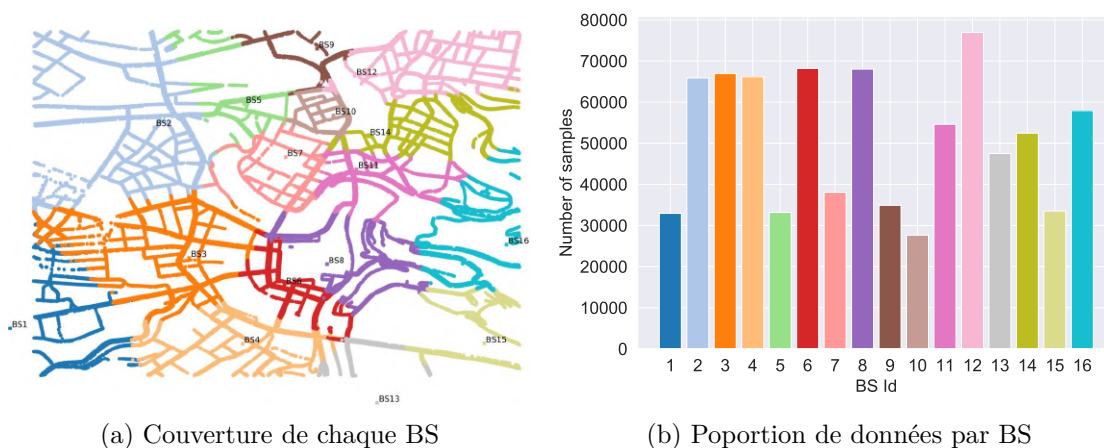 BS9
BS12
BS5
BS10
BS2
BS14
BS7
BS11
BS16
BS3
BS8
BS6
BS1
BS4
BS15
BS13
(a) Couverture de chaque BS
80000
70000
60000
50000
40000
30000
20000
10000
0
Number of samples
1 2 3 4 5 6 7 8 9 10 11 12 13 14 15 16
BS Id
(b) Poportion de données par BS